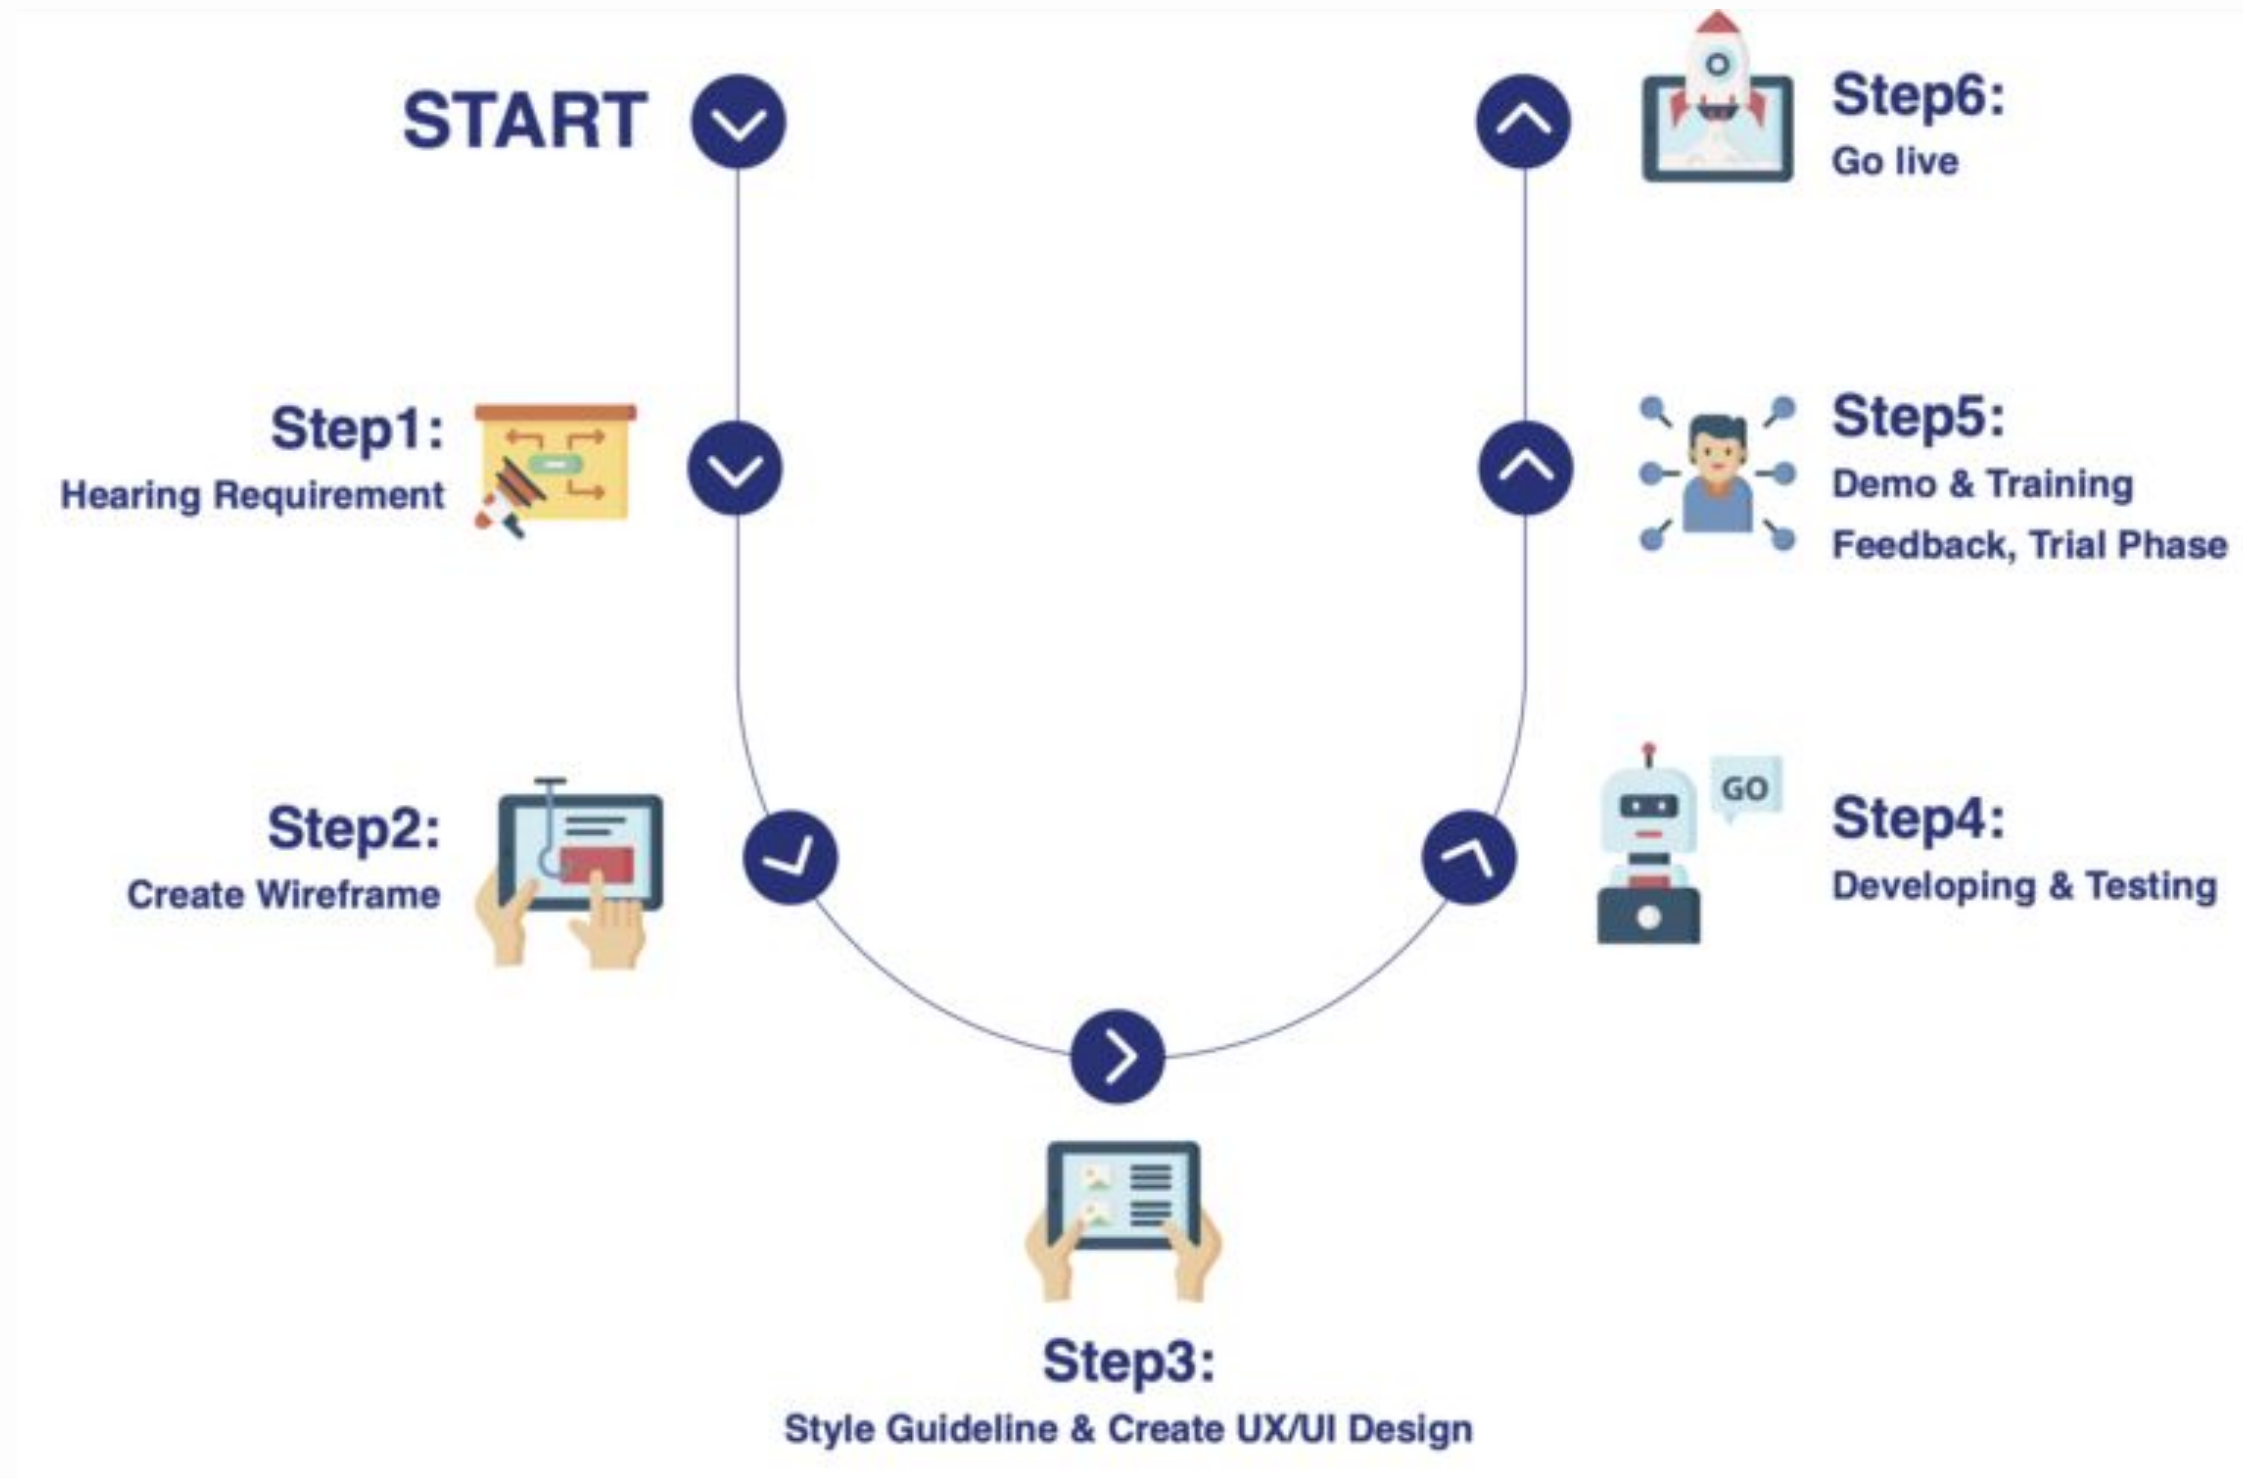 START
Step1:
Hearing Requirement
Step2:
Create Wireframe
Step3:
Style Guideline & Create UX/UI Design
Step4:
Developing & Testing
GO
Step5:
Demo & Training
Feedback, Trial Phase
Step6:
Go live